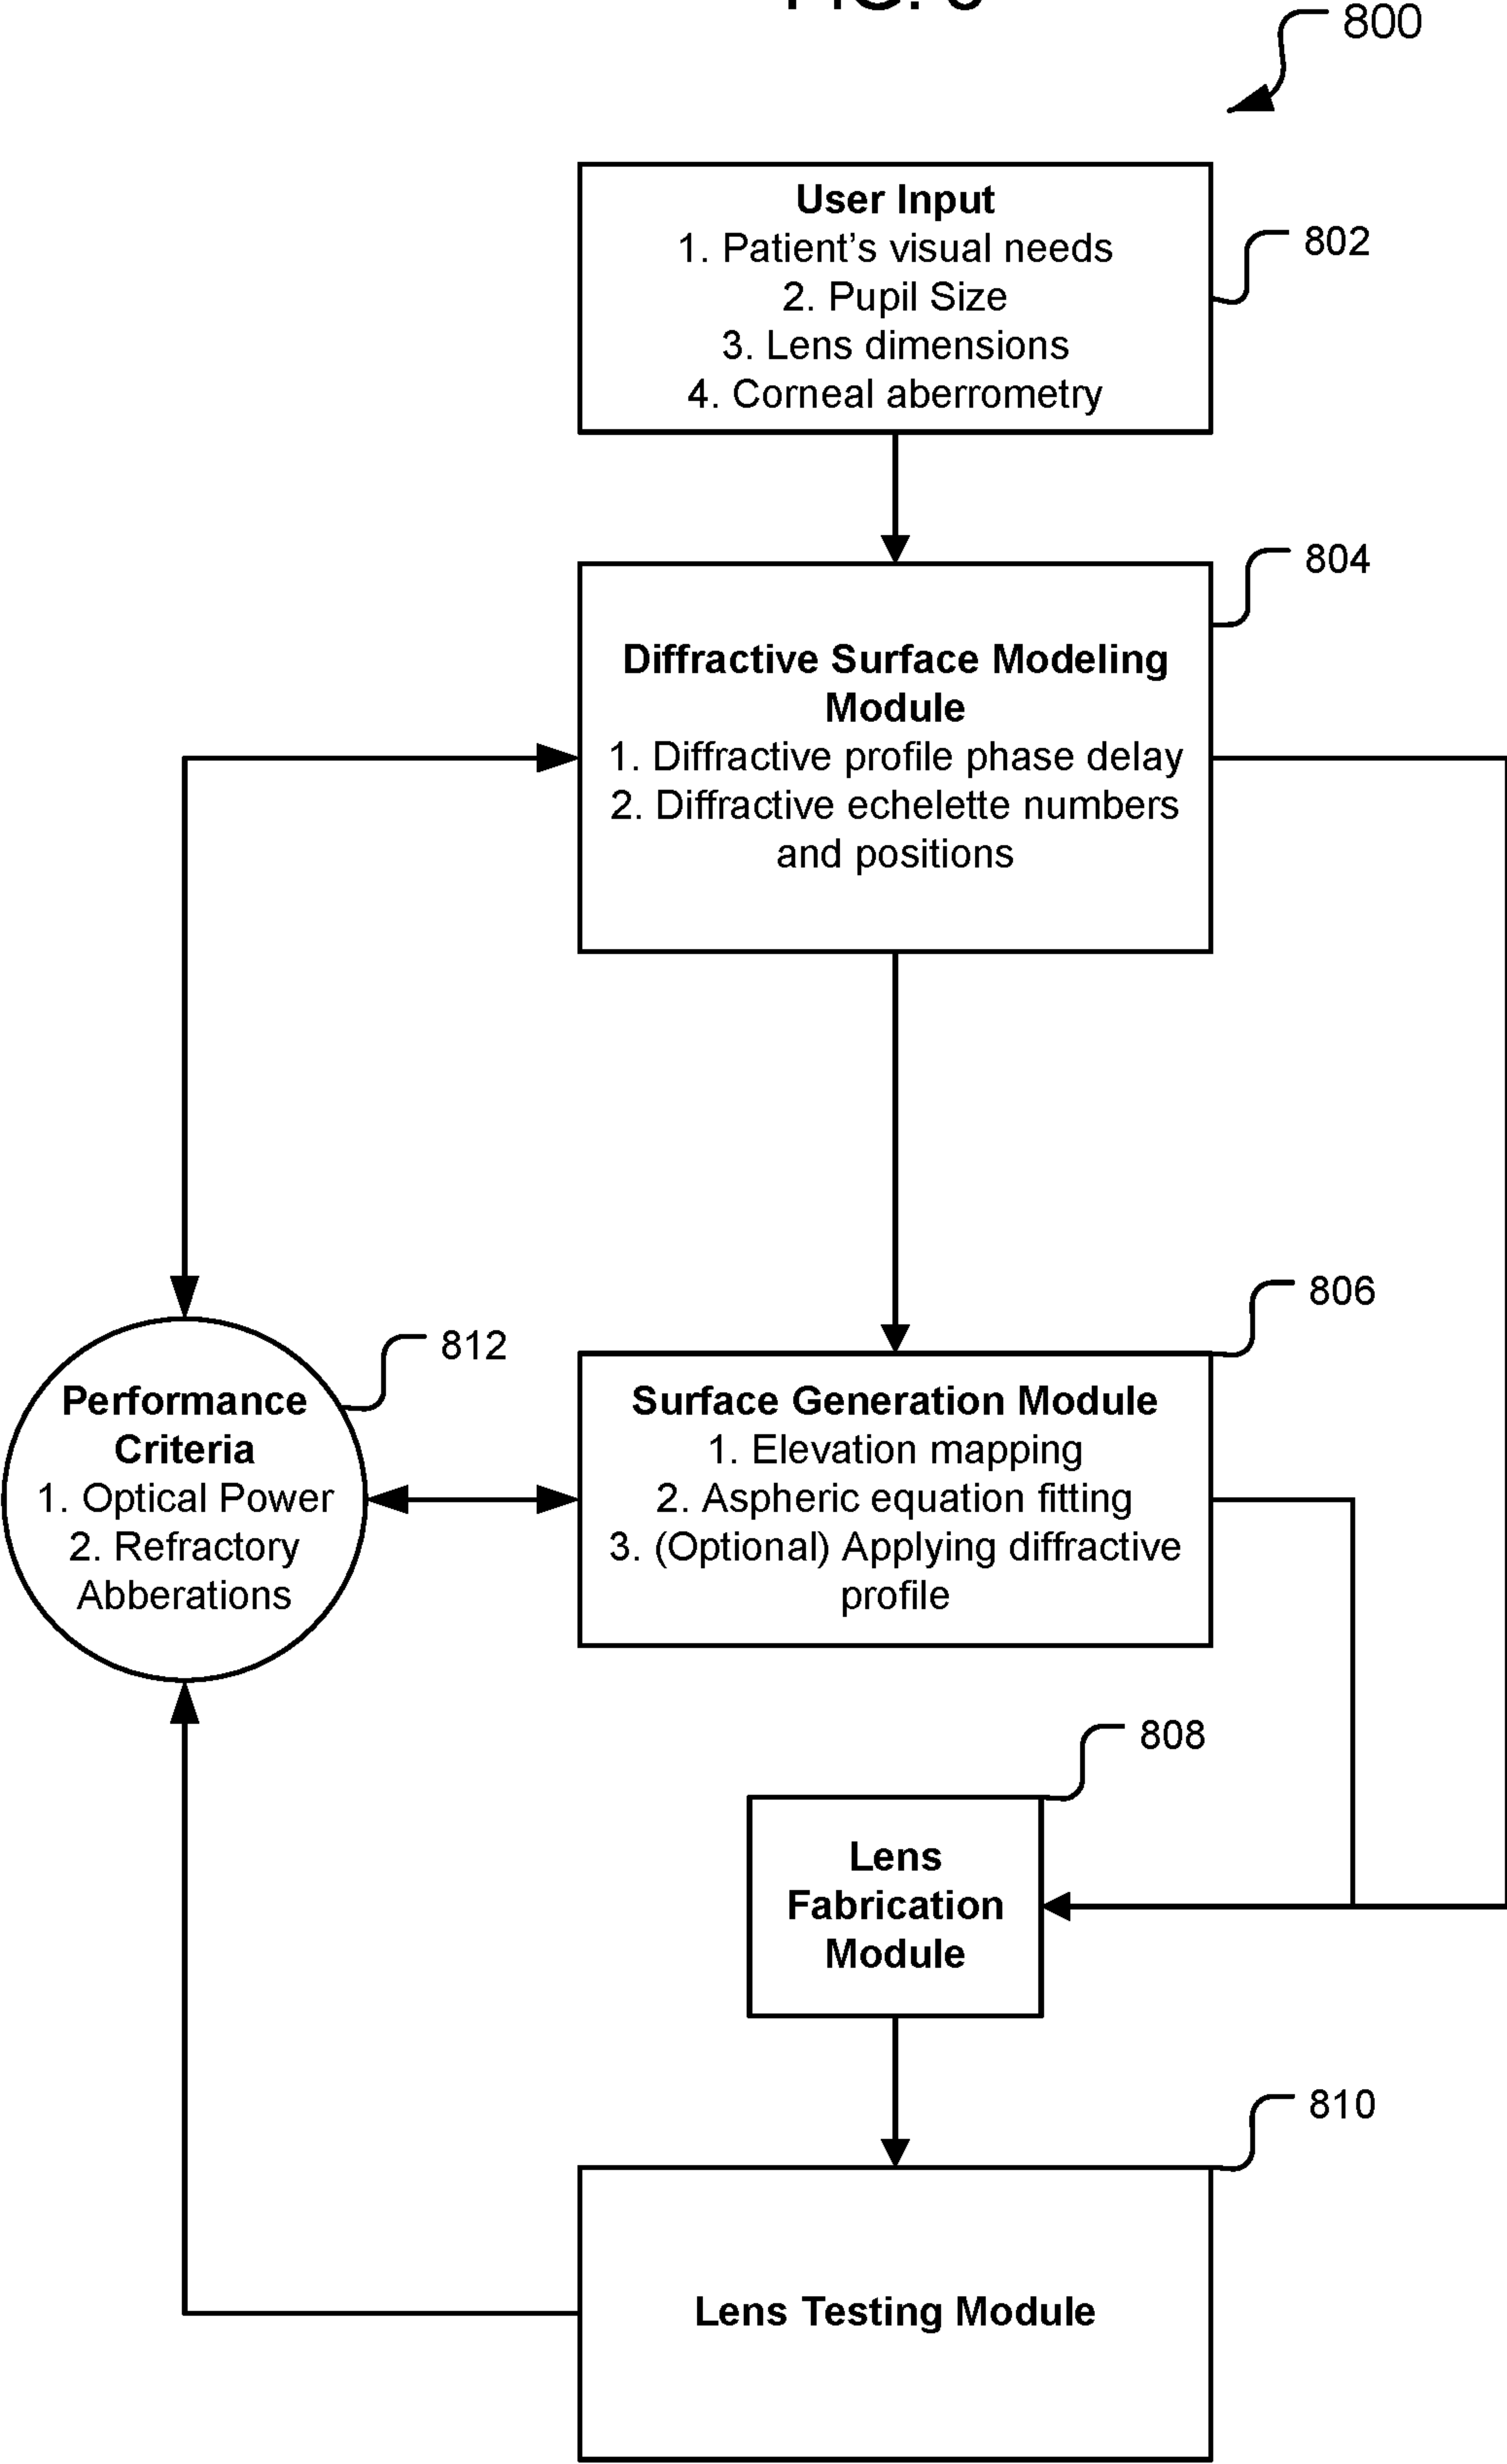 FIG.
800
User Input
1. Patient's visual needs
2. Pupil Size
3. Lens dimensions
4. Corneal aberrometry
802
804
Diffractive Surface Modeling
Module
1. Diffractive profile phase delay
2. Diffractive echelette numbers
and positions
806
812
Performance
Criteria
1. Optical Power
2. Refractory
Abberations
Surface Generation Module
1. Elevation mapping
2. Aspheric equation fitting
3. (Optional) Applying diffractive
profile
808
Lens
Fabrication
Module
810
Lens Testing Module